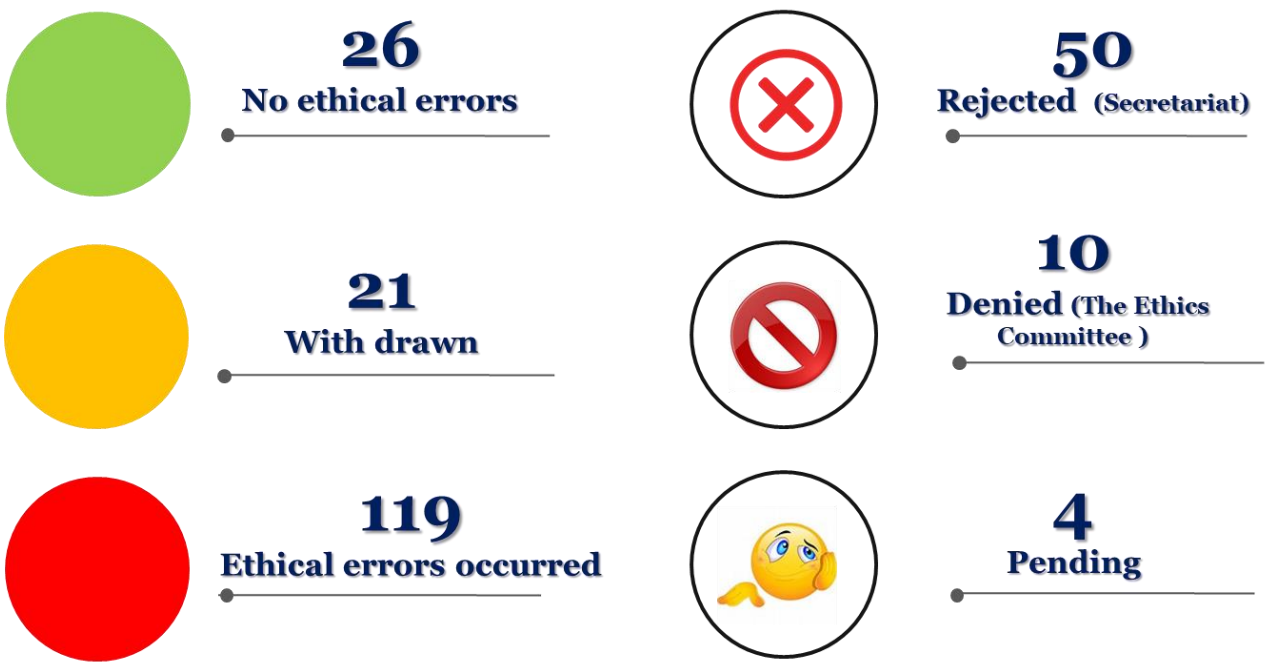 26
No ethical errors
21
With drawn
119
Ethical errors occurred
50
Rejected (Secretariat)
10
Denied (The Ethics
Committee )
4
Pending